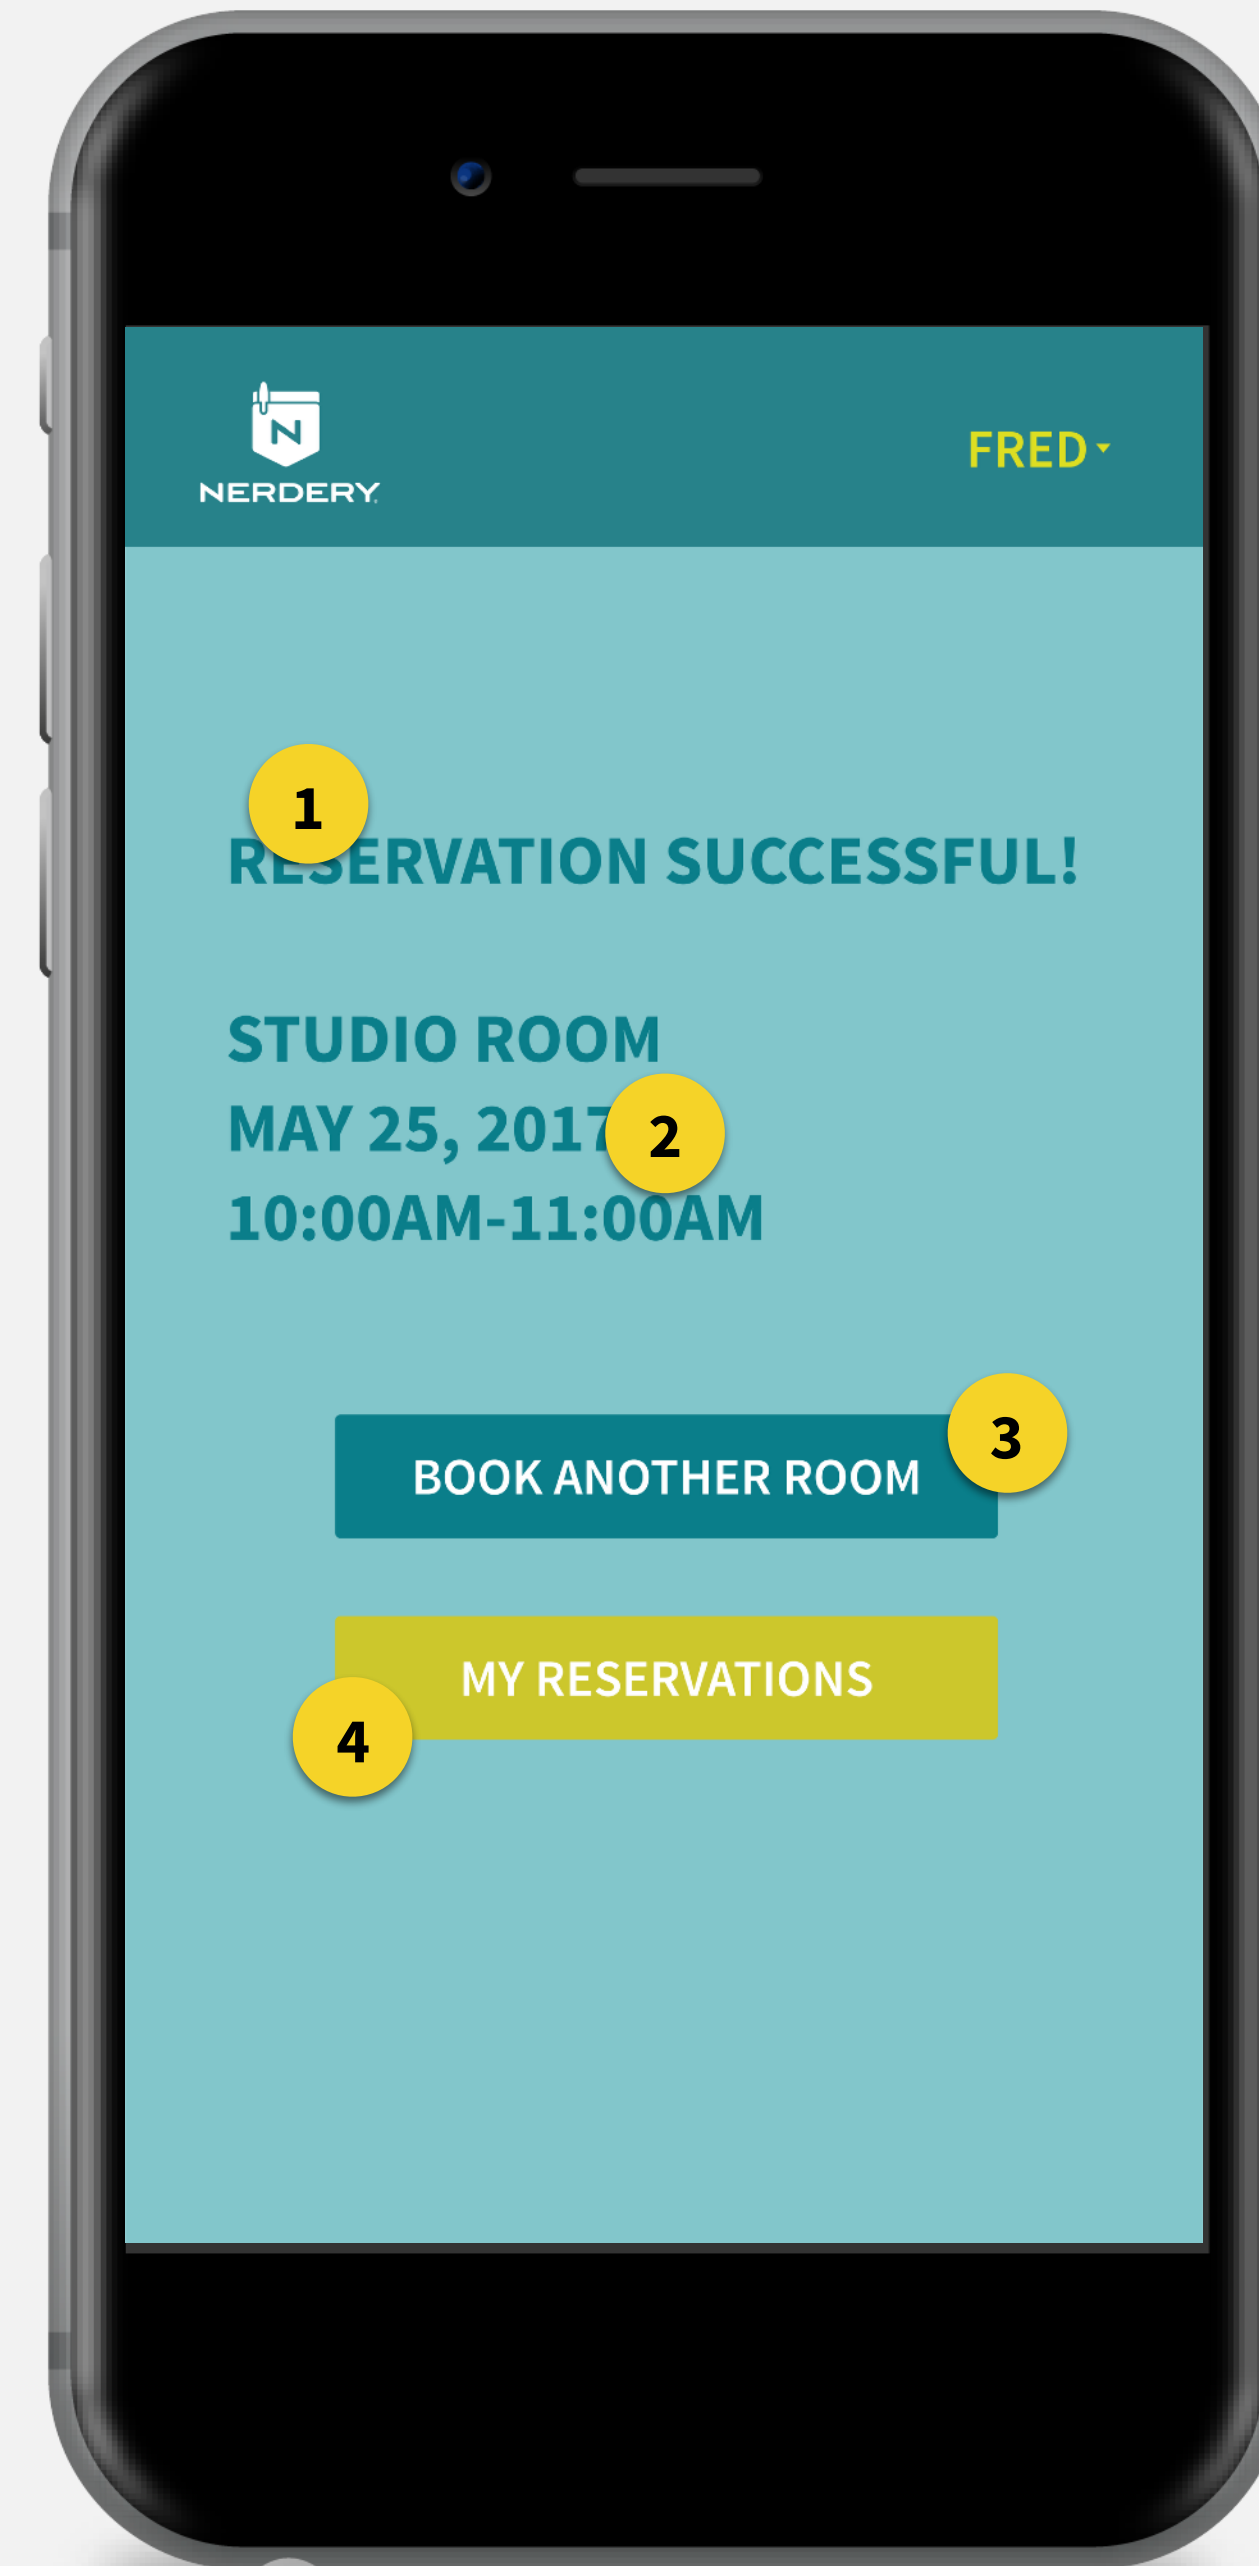 N
NERDERY
FRED
1
RESERVATION SUCCESSFUL!
STUDIO ROOM
MAY 25, 2017
2
10:00AM-11:00AM
3
BOOK ANOTHER ROOM
MY RESERVATIONS
4